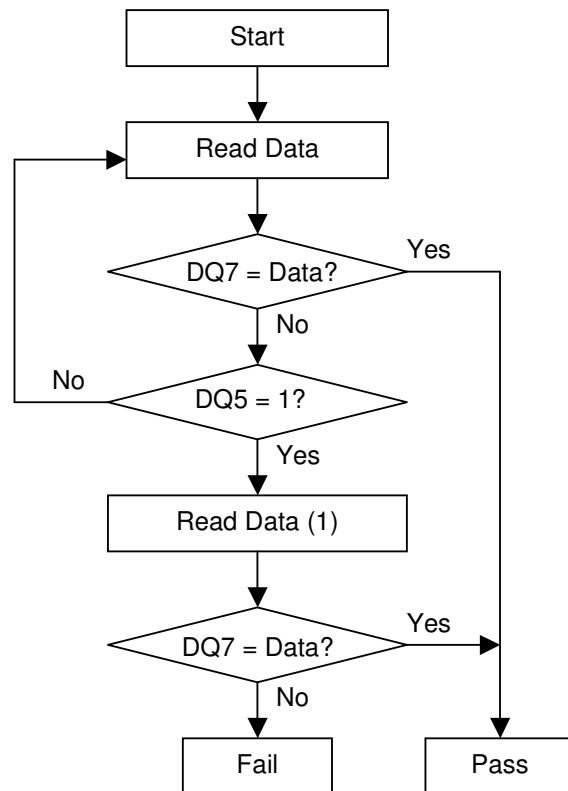 Start
Read Data
DQ7 = Data?
Yes
No
DQ5 = 1?
No
Yes
Read Data (1)
DQ7 = Data?
Yes
No
Fail
Pass